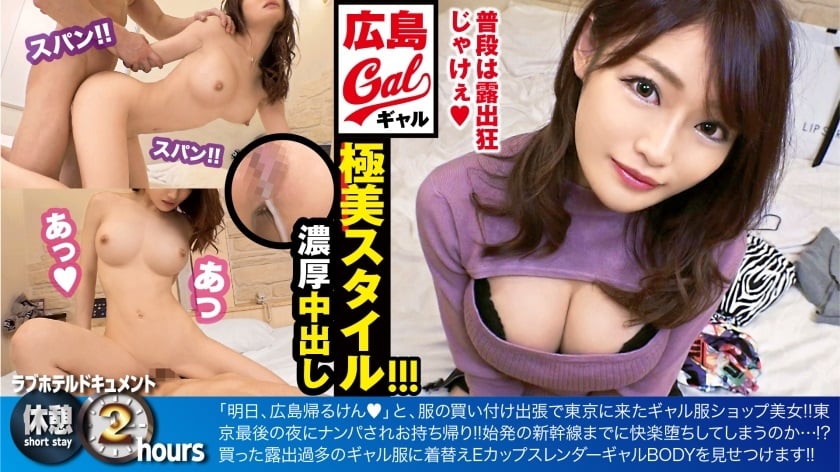 スパン!!
スパン!!
あっ♥
あっ
広島
Gal
ギャル
極美スタイル!!!
濃厚中出し
普段は露出狂
じゃけぇ♥
LIPS
ラブホテルドキュメント
休憩
short stay
2
hours
「明日、広島帰るけん♥」と、服の買い付け出張で東京に来たギャル服ショップ美女!!東
京最後の夜にナンパされお持ち帰り!!始発の新幹線までに快楽堕ちしてしまうのか…!?
買った露出過多のギャル服に着替えEカップスレンダーギャルBODYを見せつけます!!